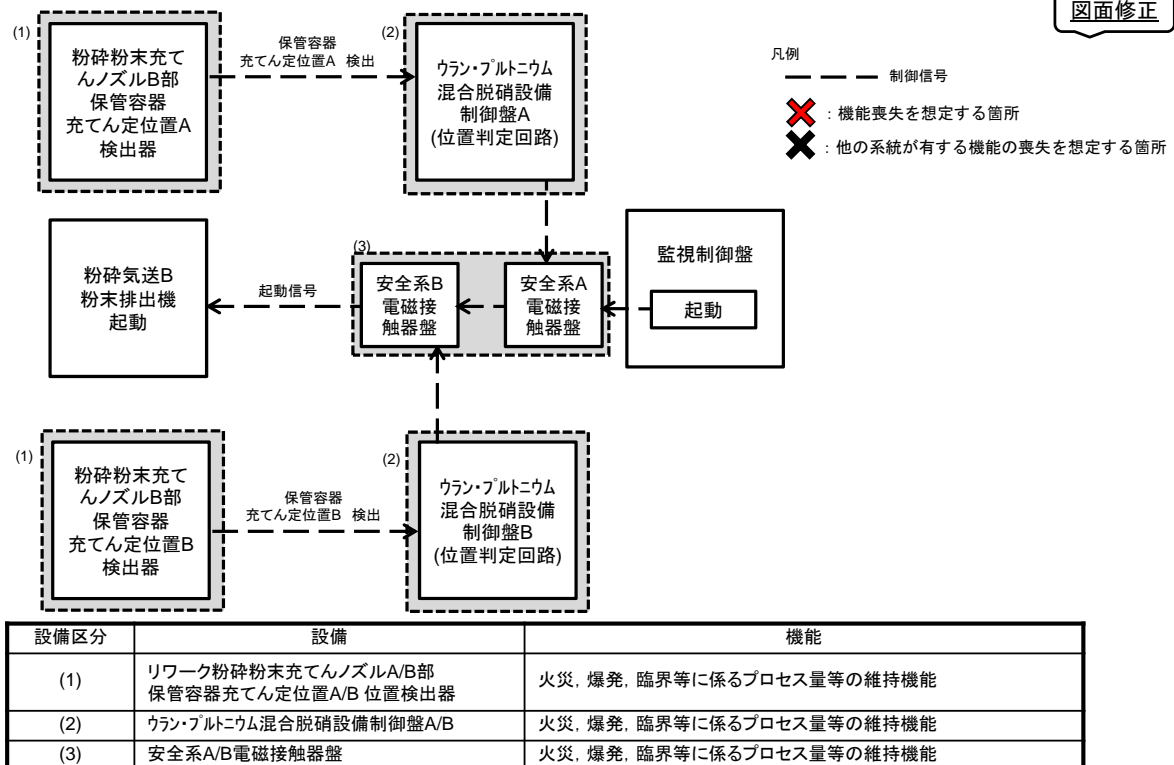 図面修正
(1)
粉砕粉末充て
んノズルB部
保管容器
充てん定位置A
検出器
保管容器
充てん定位置A 検出
(2)
ウラン・プルトニウム
混合脱硝設備
制御盤A
(位置判定回路)
凡例
制御信号
：機能喪失を想定する箇所
：他の系統が有する機能の喪失を想定する箇所
粉砕気送B
粉末排出機
起動
起動信号
(3)
安全系B
電磁接
触器盤
安全系A
電磁接
触器盤
監視制御盤
起動
(1)
粉砕粉末充て
んノズルB部
保管容器
充てん定位置B
検出器
保管容器
充てん定位置B 検出
(2)
ウラン・プルトニウム
混合脱硝設備
制御盤B
(位置判定回路)
設備区分 設備 機能
(1) リワーク粉砕粉末充てんノズルA/B部
保管容器充てん定位置A/B 位置検出器 火災，爆発，臨界等に係るプロセス量等の維持機能
(2) ウラン・プルトニウム混合脱硝設備制御盤A/B 火災，爆発，臨界等に係るプロセス量等の維持機能
(3) 安全系A/B電磁接触器盤 火災，爆発，臨界等に係るプロセス量等の維持機能